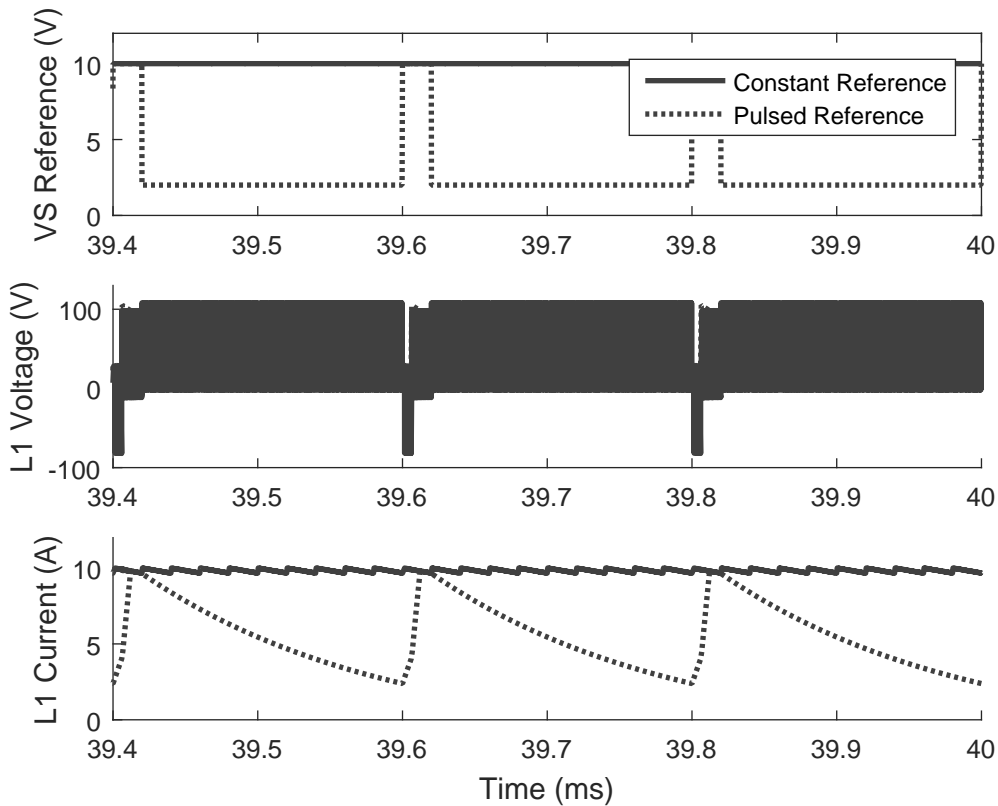 VS Reference (V)
10
5
0
39.4 39.5 39.6 39.7 39.8 39.9 40
Constant Reference
Pulsed Reference
L1 Voltage (V)
100
0
-100
39.4 39.5 39.6 39.7 39.8 39.9 40
L1 Current (A)
10
5
0
39.4 39.5 39.6 39.7 39.8 39.9 40
Time (ms)